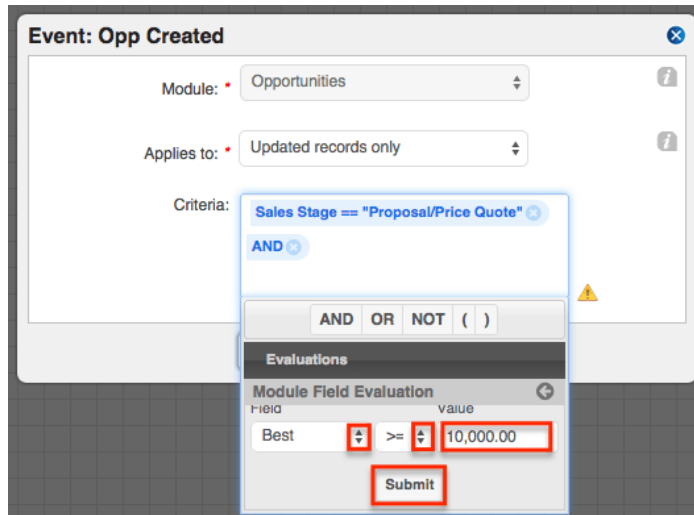 Event: Opp Created
Module: * Opportunities
Applies to: * Updated records only
Criteria: Sales Stage == "Proposal/Price Quote"
AND
AND OR NOT ( )
Evaluations
Module Field Evaluation
Field Value
Best >= 10,000.00
Submit